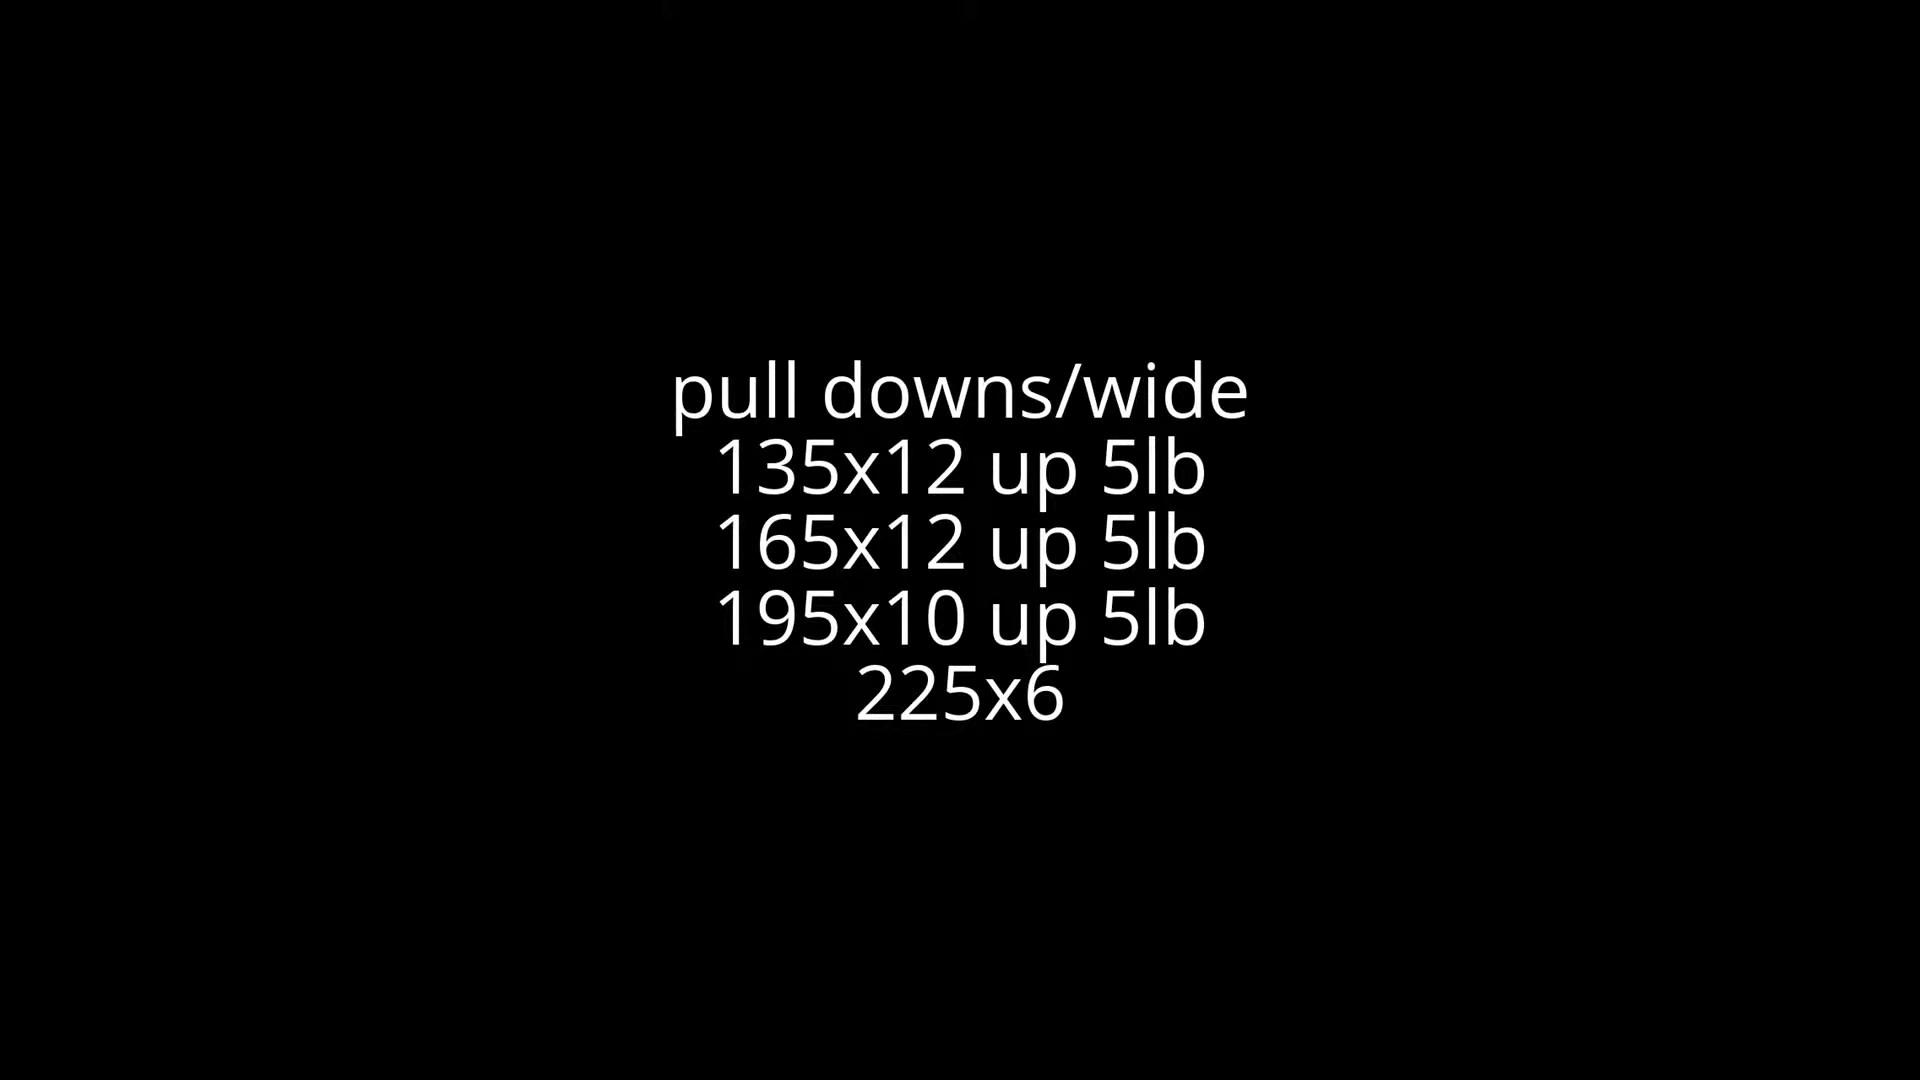 pull downs/wide
135x12 up 5lb
165x12 up 5lb
195x10 up 5lb
225x6